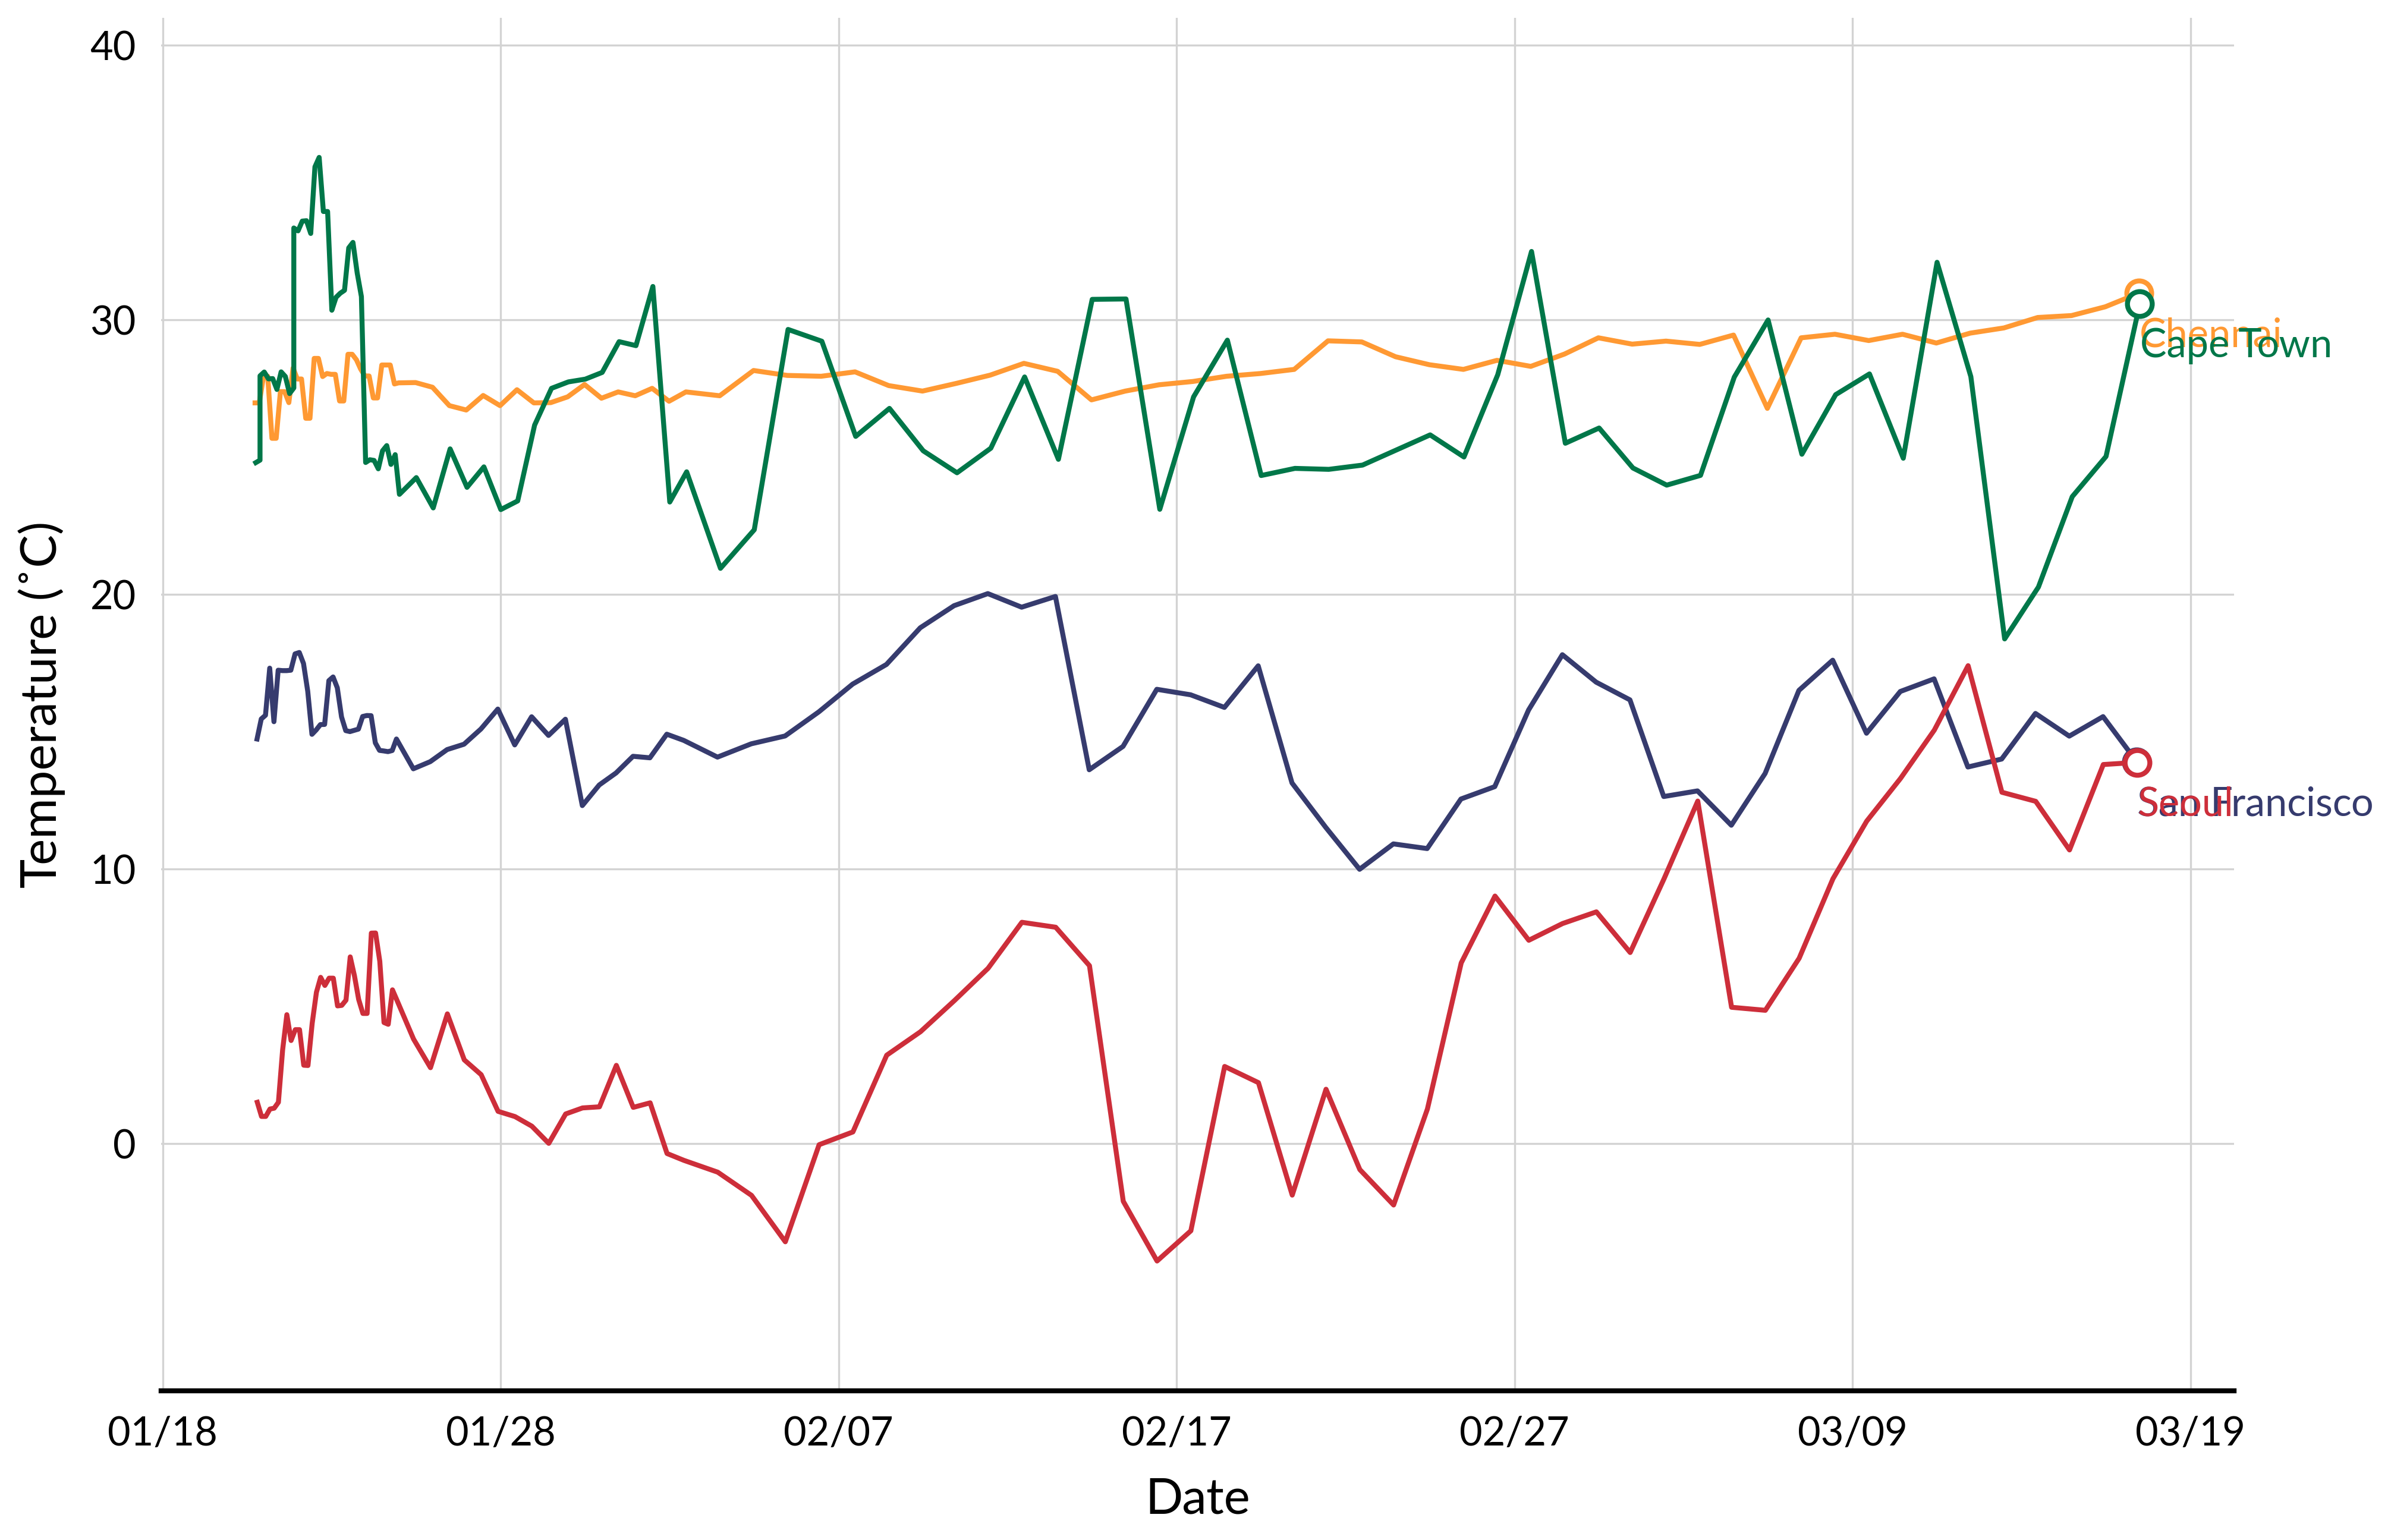 40
30
20
10
0
Temperature (°C)
Chennai
Cape Town
San Francisco
Seoul
01/18 01/28 02/07 02/17 02/27 03/09 03/19
Date